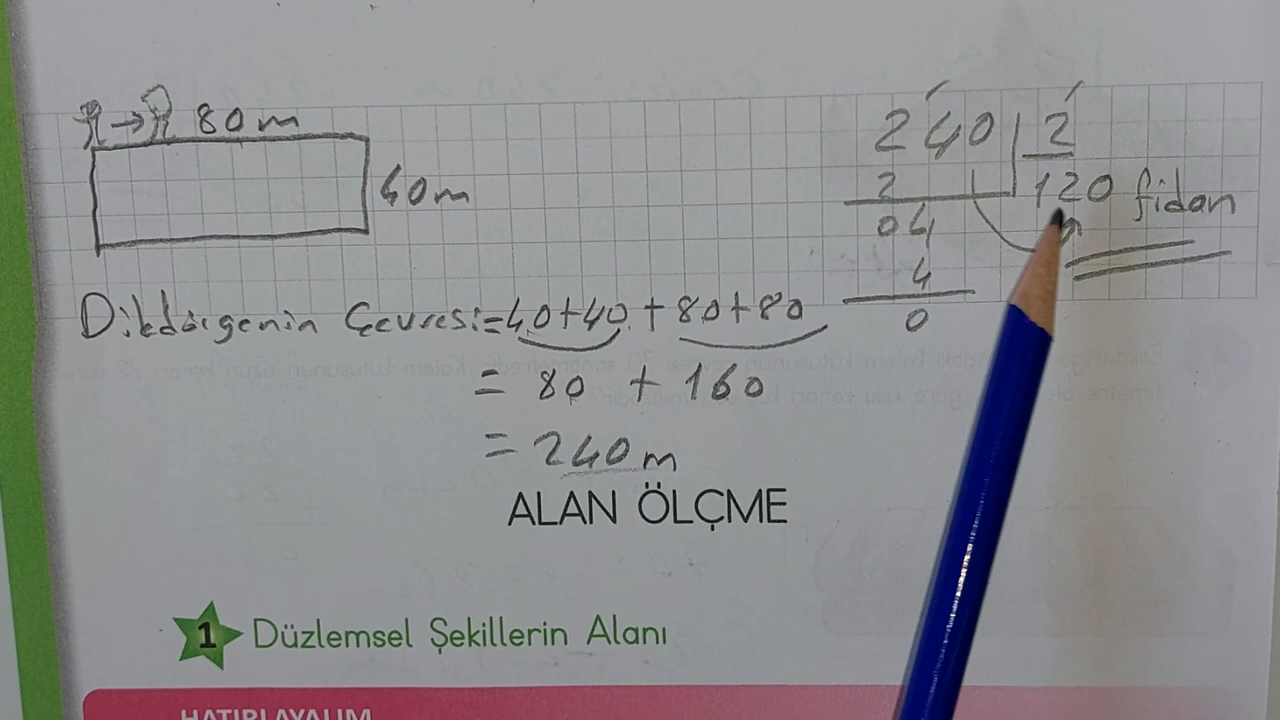 80 m
40 m
240 2
2 120 fidan
04
4
0
Dikdörgenin Çevresi=40+40+80+80
= 80 + 160
= 240 m
ALAN ÖLÇME
1 Düzlemsel Şekillerin Alanı
HATIRLAYALIM